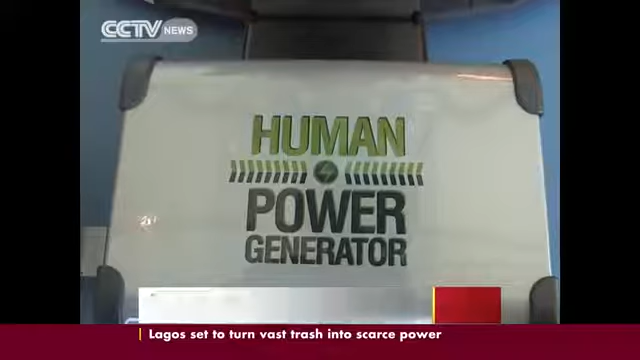 CCTV NEWS
HUMAN
POWER
GENERATOR
Lagos set to turn vast trash into scarce power